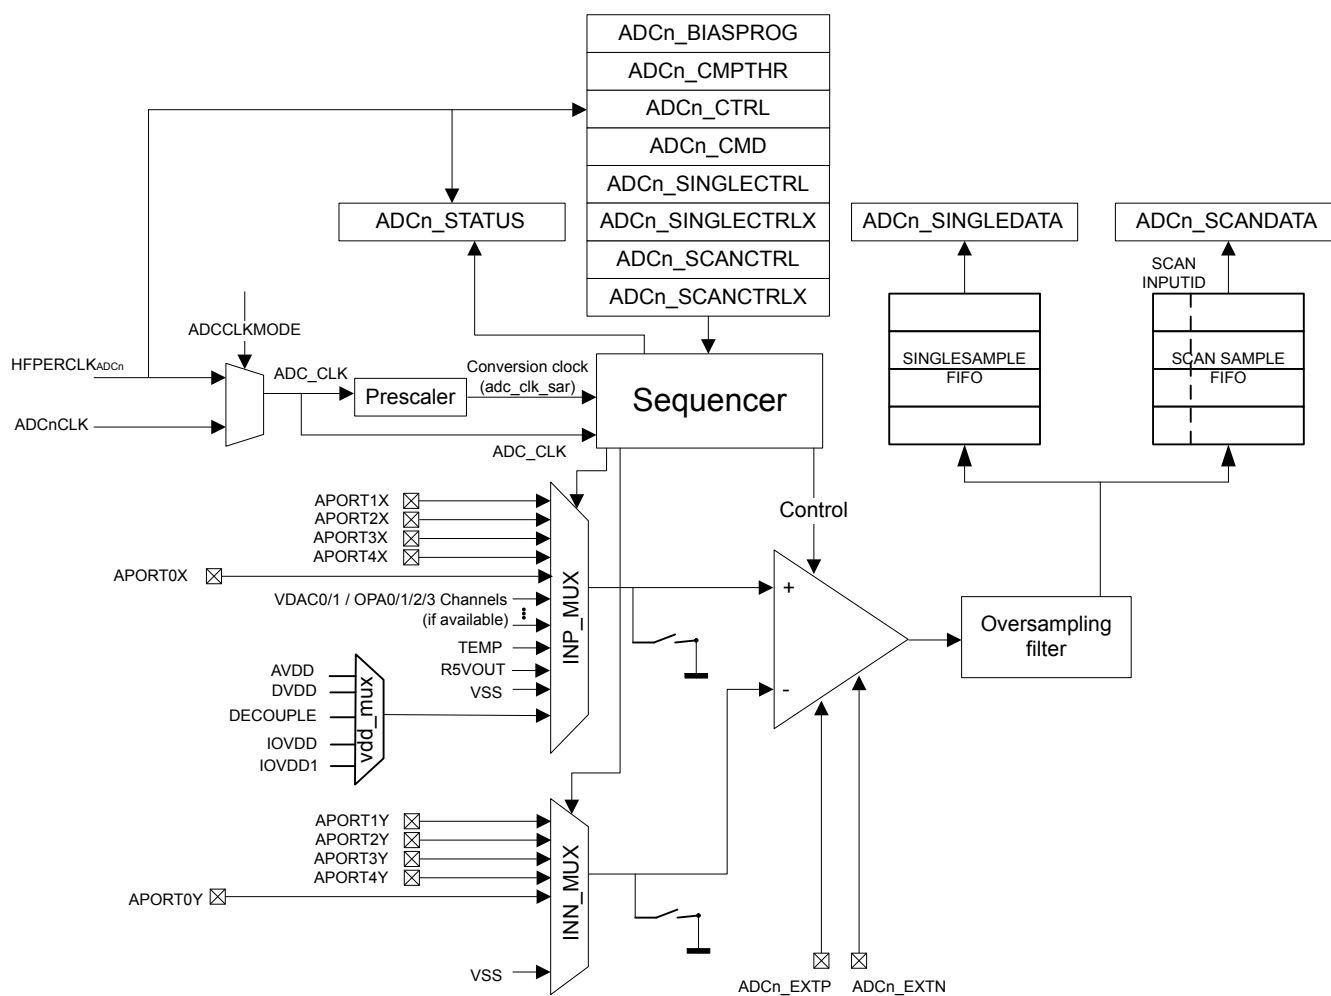 ADCn_BIASPROG
ADCn_CMPTHR
ADCn_CTRL
ADCn_CMD
ADCn_SINGLECTRL
ADCn_SINGLECTRLX
ADCn_SCANCTRL
ADCn_SCANCTRLX
ADCn_STATUS
ADCn_SINGLEDATA
ADCn_SCANDATA
SCAN
INPUTID
ADCCLKMODE
HFPERCLKADCn
ADCnCLK
ADC_CLK
Prescaler
Conversion clock
(adc_clk_sar)
ADC_CLK
Sequencer
SINGLESAMPLE
FIFO
SCAN SAMPLE
FIFO
Control
APORT1X
APORT2X
APORT3X
APORT4X
APORT0X
VDAC0/1 / OPA0/1/2/3 Channels
(if available)
TEMP
R5VOUT
VSS
INP_MUX
AVDD
DVDD
DECOUPLE
IOVDD
IOVDD1
vdd_mux
+
-
Oversampling
filter
APORT1Y
APORT2Y
APORT3Y
APORT4Y
APORT0Y
VSS
INN_MUX
ADCn_EXTP
ADCn_EXTN